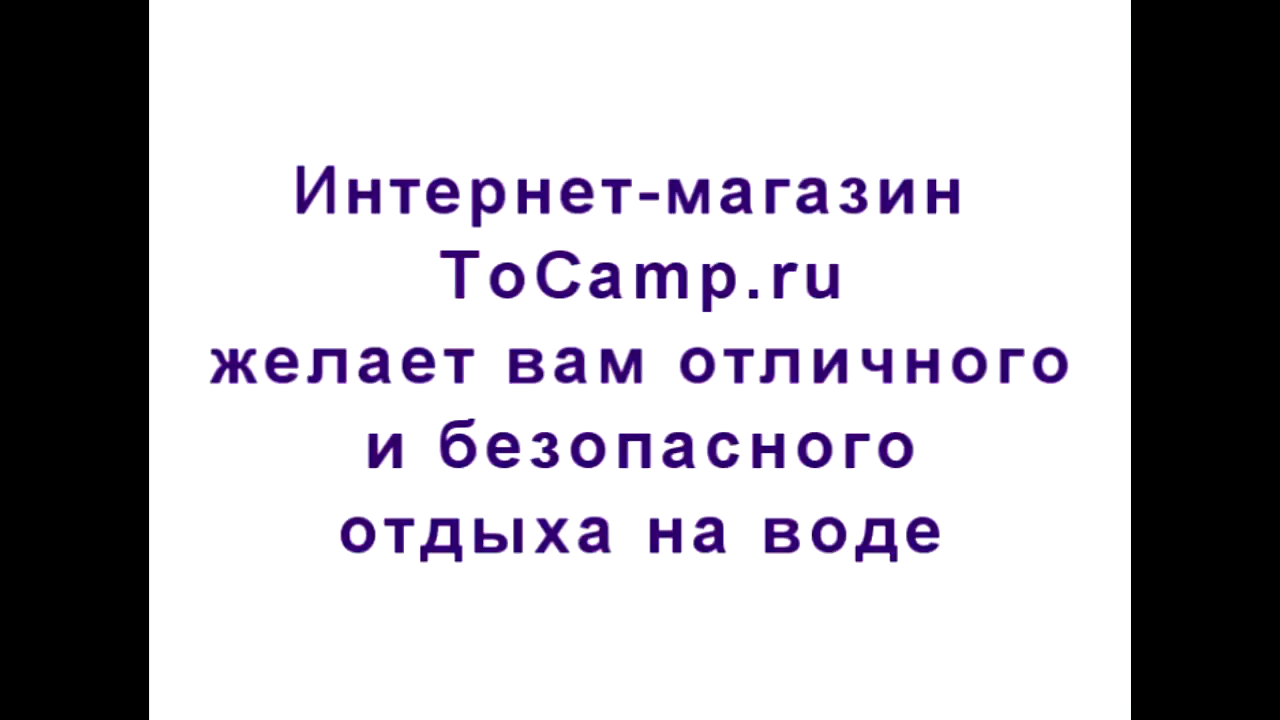 Интернет-магазин
ToCamp.ru
желает вам отличного
и безопасного
отдыха на воде